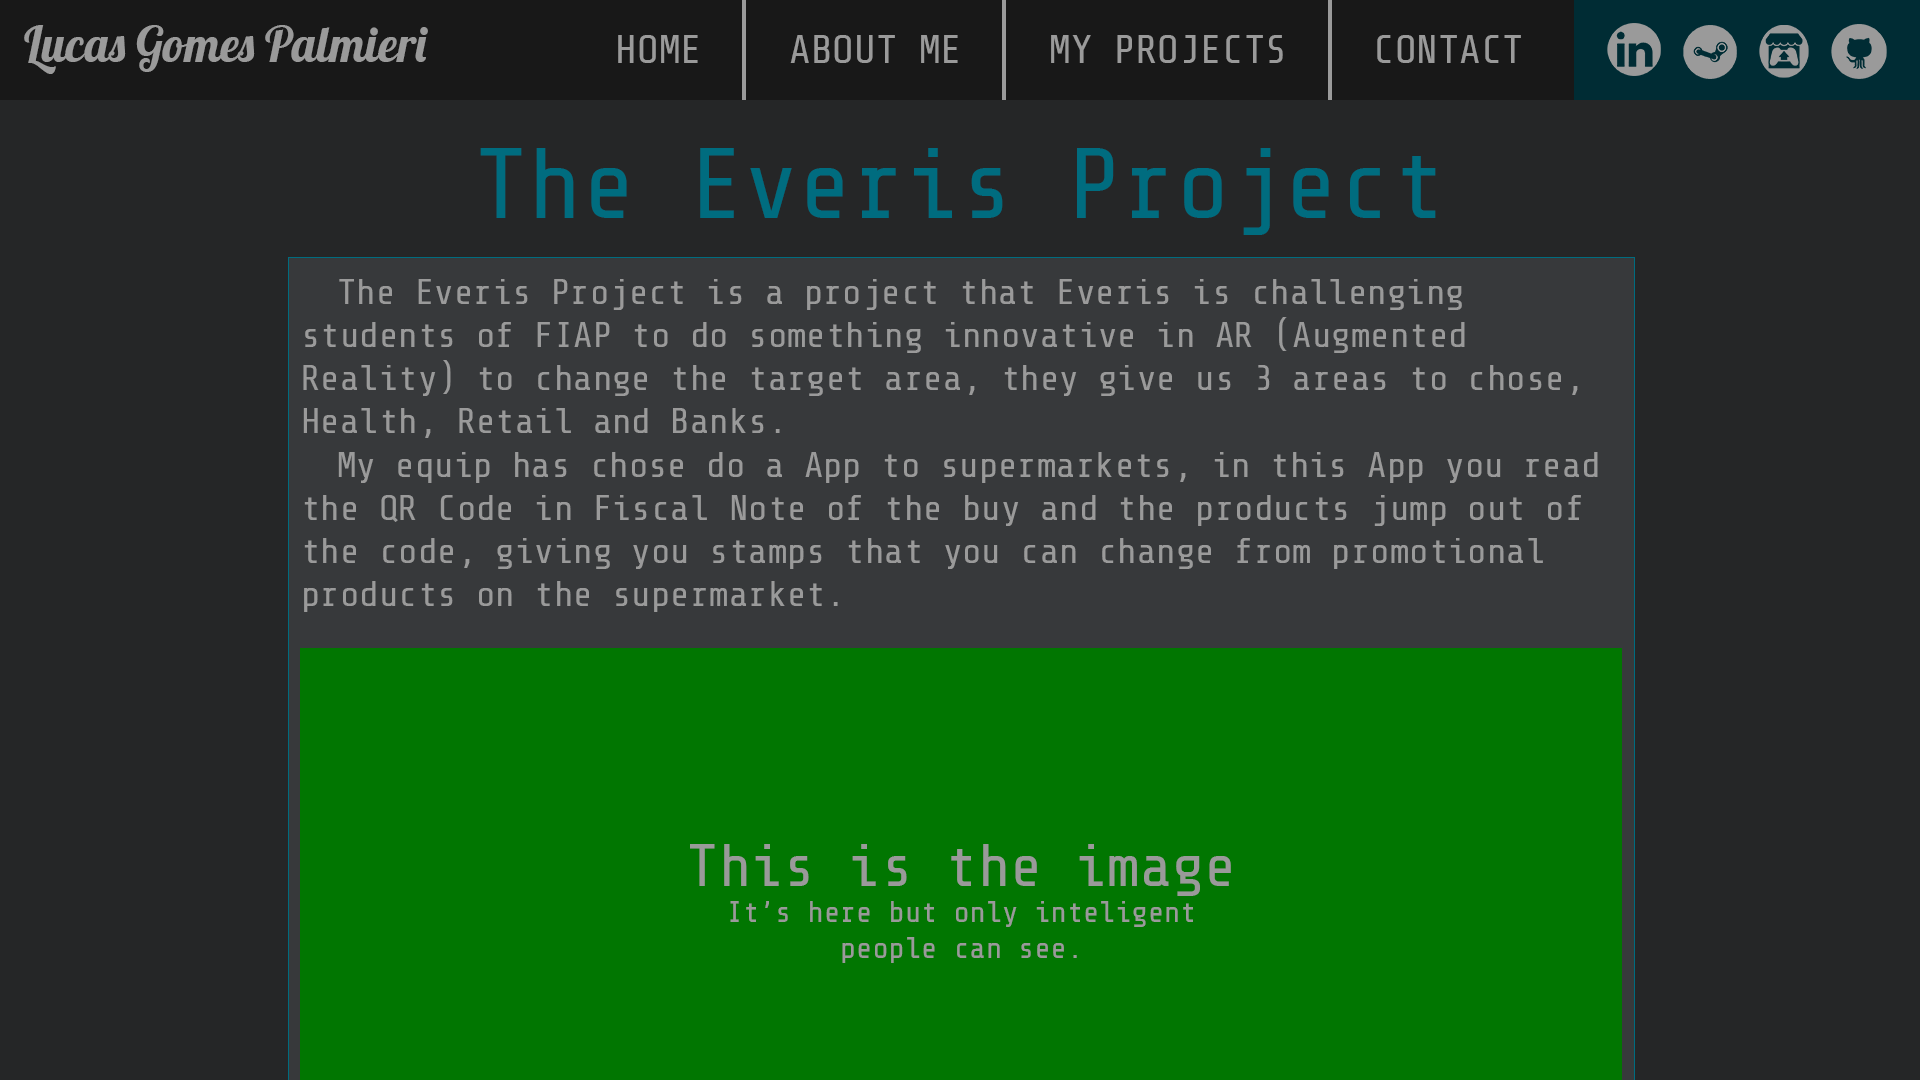 Lucas Gomes Palmieri
HOME
ABOUT ME
MY PROJECTS
CONTACT
in
The Everis Project
The Everis Project is a project that Everis is challenging
students of FIAP to do something innovative in AR (Augmented
Reality) to change the target area, they give us 3 areas to chose,
Health, Retail and Banks.
My equip has chose do a App to supermarkets, in this App you read
the QR Code in Fiscal Note of the buy and the products jump out of
the code, giving you stamps that you can change from promotional
products on the supermarket.
This is the image
It's here but only inteligent
people can see.